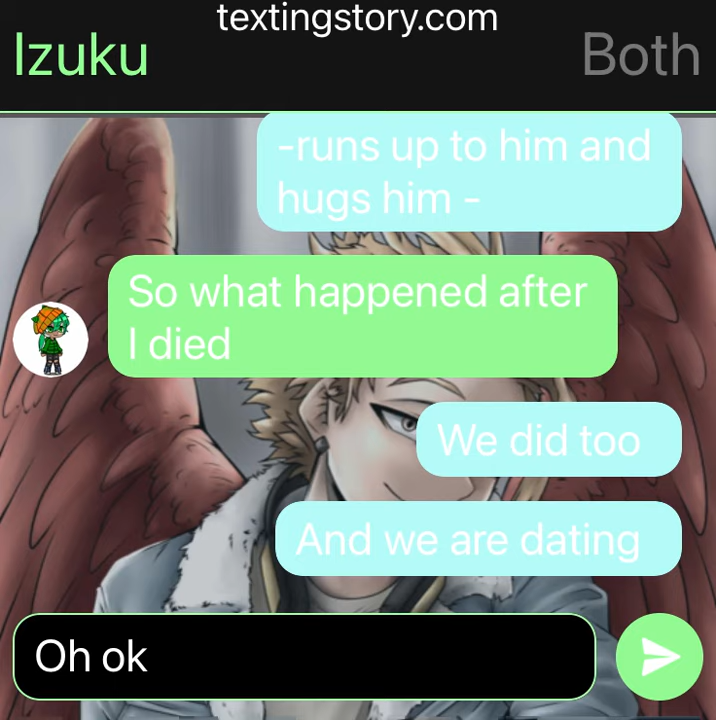 textingstory.com
Izuku
Both
-runs up to him and
hugs him -
So what happened after
I died
We did too
And we are dating
Oh ok